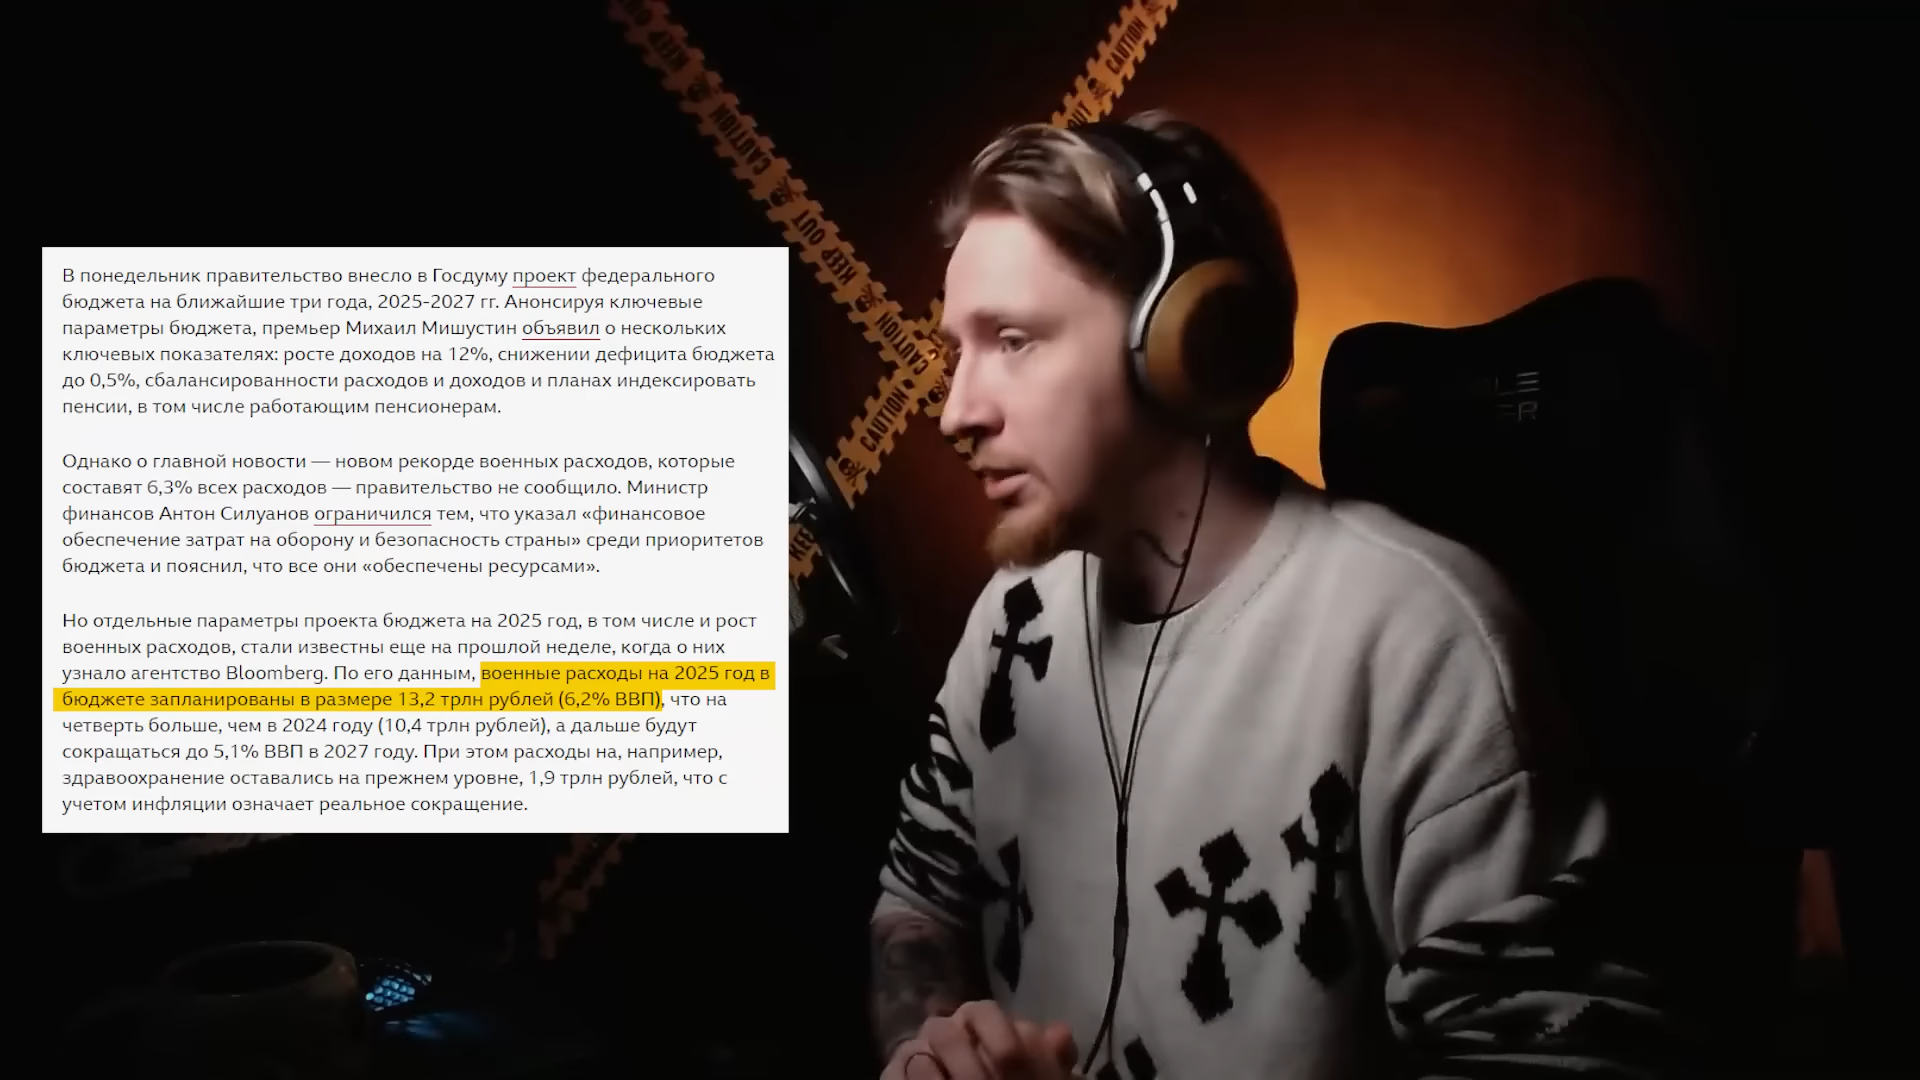 В понедельник правительство внесло в Госдуму проект федерального
бюджета на ближайшие три года, 2025-2027 гг. Анонсируя ключевые
параметры бюджета, премьер Михаил Мишустин объявил о нескольких
ключевых показателях: росте доходов на 12%, снижении дефицита бюджета
до 0,5%, сбалансированности расходов и доходов и планах индексировать
пенсии, в том числе работающим пенсионерам.
Однако о главной новости — новом рекорде военных расходов, которые
составят 6,3% всех расходов — правительство не сообщило. Министр
финансов Антон Силуанов ограничился тем, что указал «финансовое
обеспечение затрат на оборону и безопасность страны» среди приоритетов
бюджета и пояснил, что все они «обеспечены ресурсами».
Но отдельные параметры проекта бюджета на 2025 год, в том числе и рост
военных расходов, стали известны еще на прошлой неделе, когда о них
узнало агентство Bloomberg. По его данным, военные расходы на 2025 год в
бюджете запланированы в размере 13,2 трлн рублей (6,2% ВВП), что на
четверть больше, чем в 2024 году (10,4 трлн рублей), а дальше будут
сокращаться до 5,1% ВВП в 2027 году. При этом расходы на, например,
здравоохранение оставались на прежнем уровне, 1,9 трлн рублей, что с
учетом инфляции означает реальное сокращение.
KEEP OUT
CAUTION
KEEP OUT
CAUTION
CAUTION
OUT
CAUTION